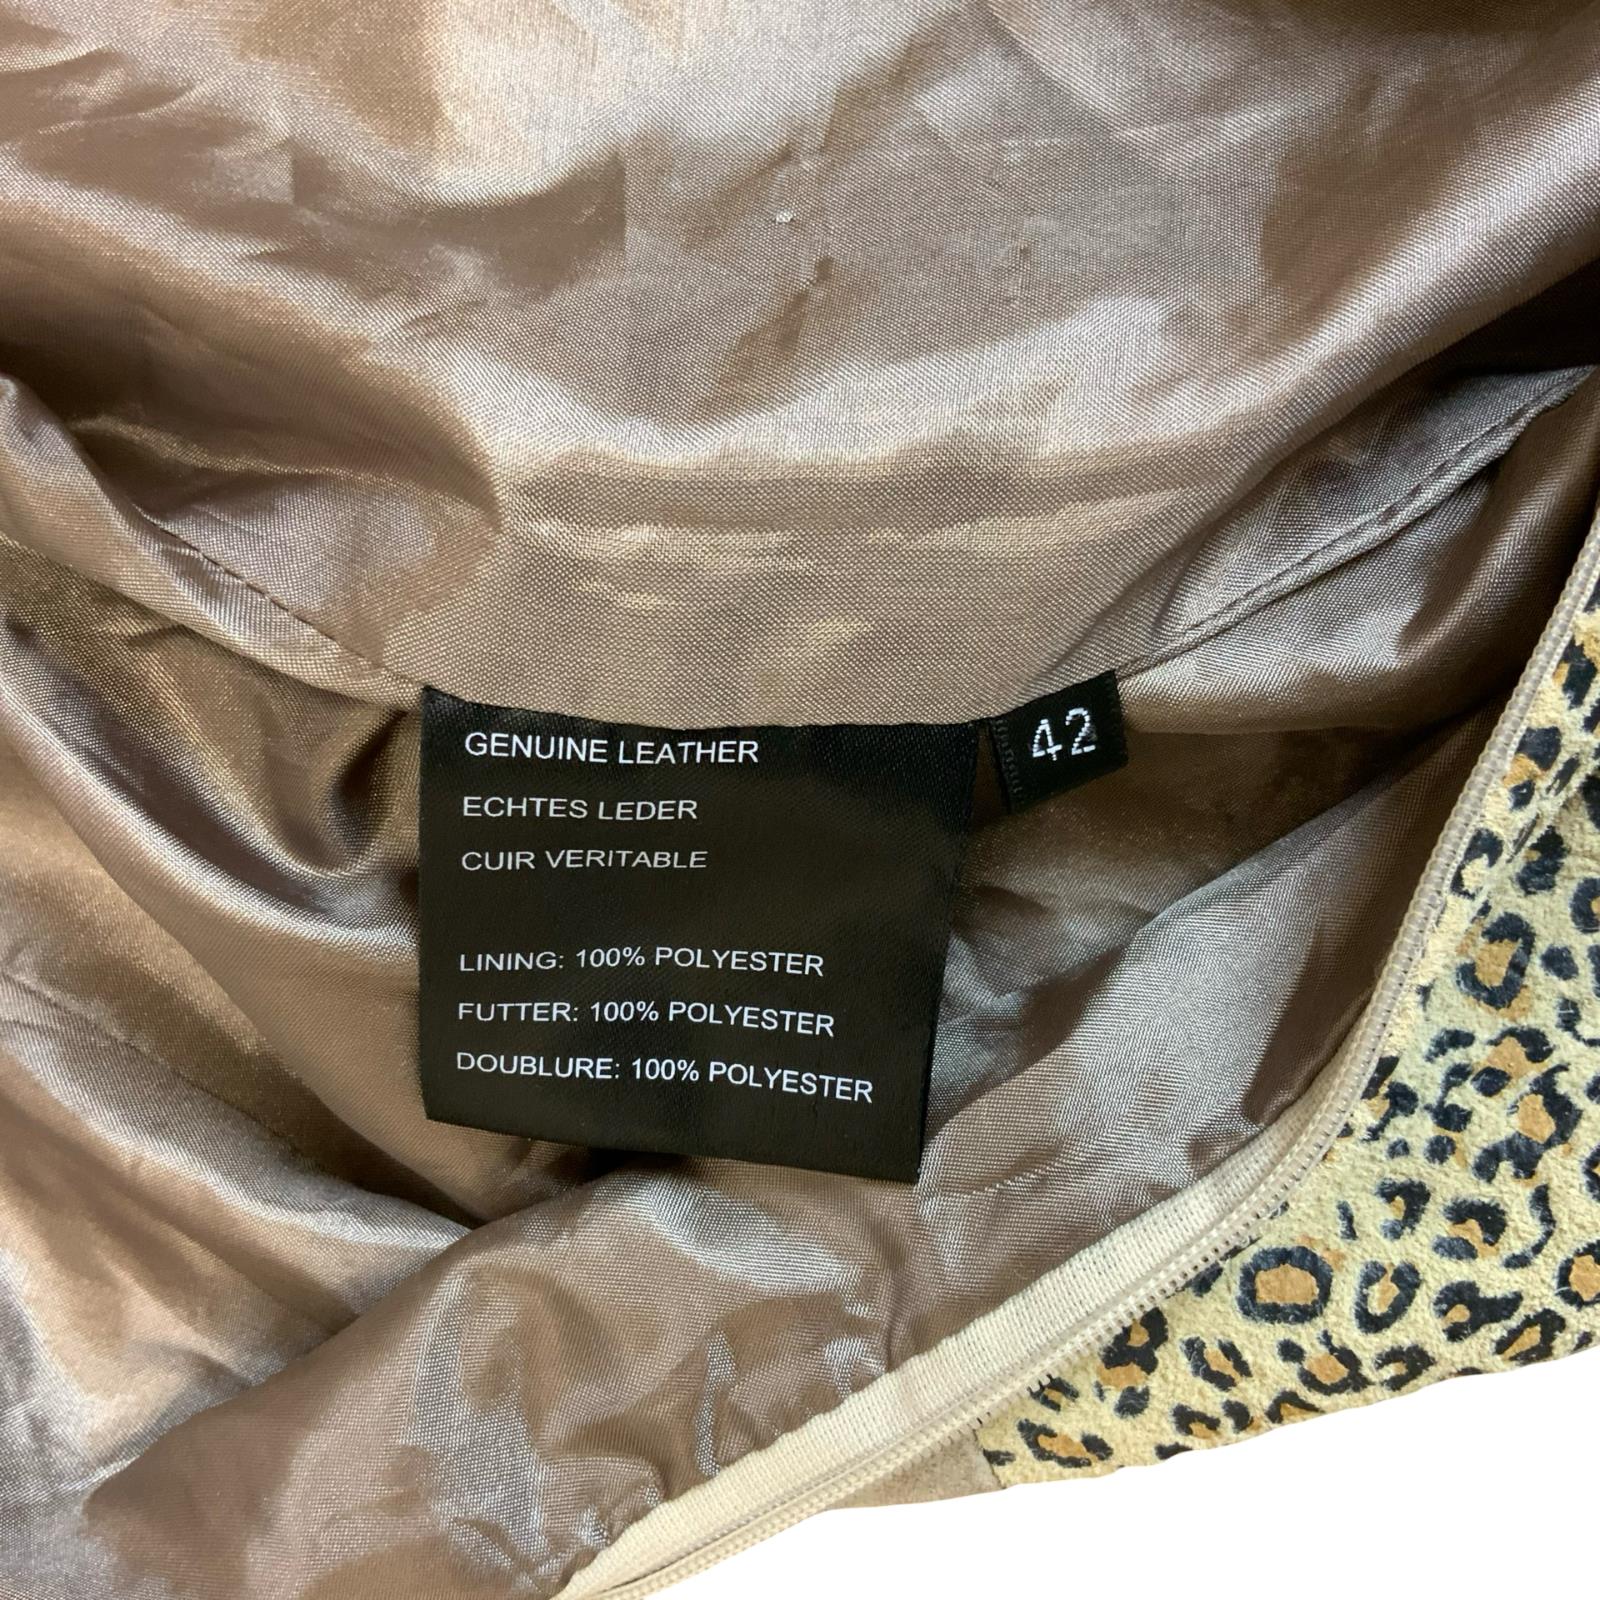 GENUINE LEATHER
ECHTES LEDER
CUIR VERITABLE
LINING: 100% POLYESTER
FUTTER: 100% POLYESTER
DOUBLURE: 100% POLYESTER
42